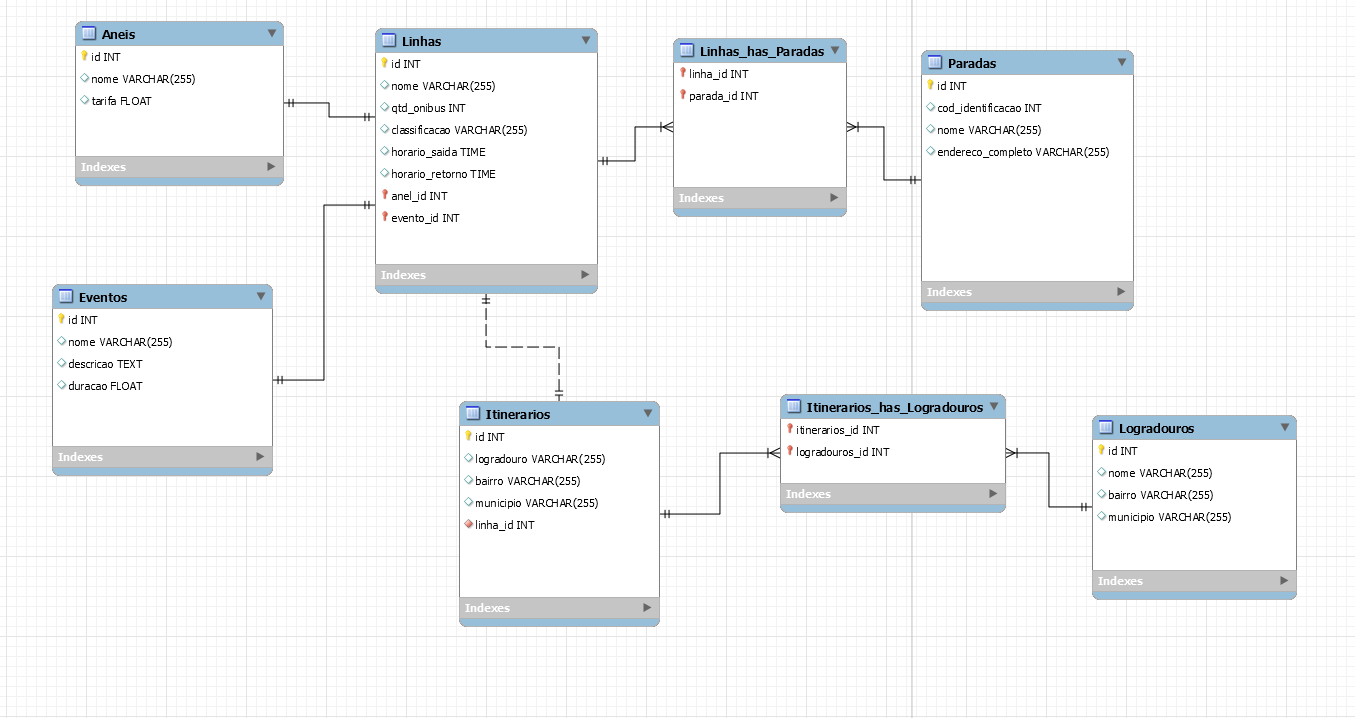 Aneis
id INT
nome VARCHAR(255)
tarifa FLOAT
Indexes
Linhas
id INT
nome VARCHAR(255)
qtd_onibus INT
classificacao VARCHAR(255)
horario_saida TIME
horario_retorno TIME
anel_id INT
evento_id INT
Indexes
Linhas_has_Paradas
linha_id INT
parada_id INT
Indexes
Paradas
id INT
cod_identificacao INT
nome VARCHAR(255)
endereco_completo VARCHAR(255)
Indexes
Eventos
id INT
nome VARCHAR(255)
descricao TEXT
duracao FLOAT
Indexes
Itinerarios
id INT
logradouro VARCHAR(255)
bairro VARCHAR(255)
municipio VARCHAR(255)
linha_id INT
Indexes
Itinerarios_has_Logradouros
itinerarios_id INT
logradouros_id INT
Indexes
Logradouros
id INT
nome VARCHAR(255)
bairro VARCHAR(255)
municipio VARCHAR(255)
Indexes